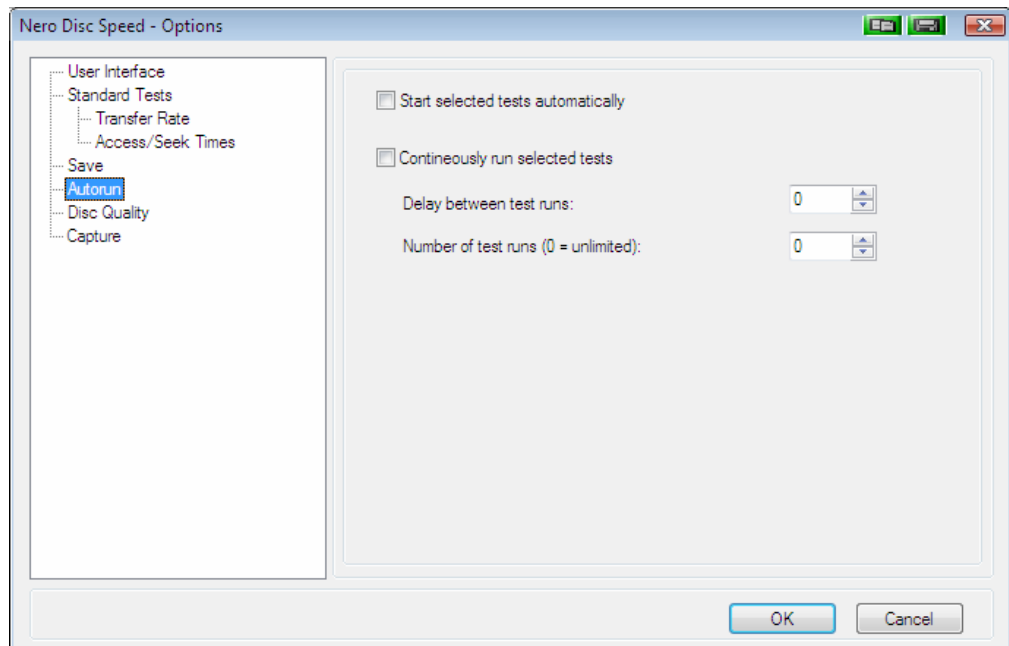 Nero Disc Speed - Options
User Interface
Standard Tests
Transfer Rate
Access/Seek Times
Save
Autorun
Disc Quality
Capture
Start selected tests automatically
Contineously run selected tests
Delay between test runs: 0
Number of test runs (0 = unlimited): 0
OK Cancel